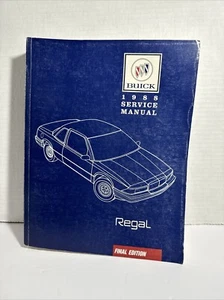 BUICK
1988
SERVICE
MANUAL
Regal
FINAL EDITION